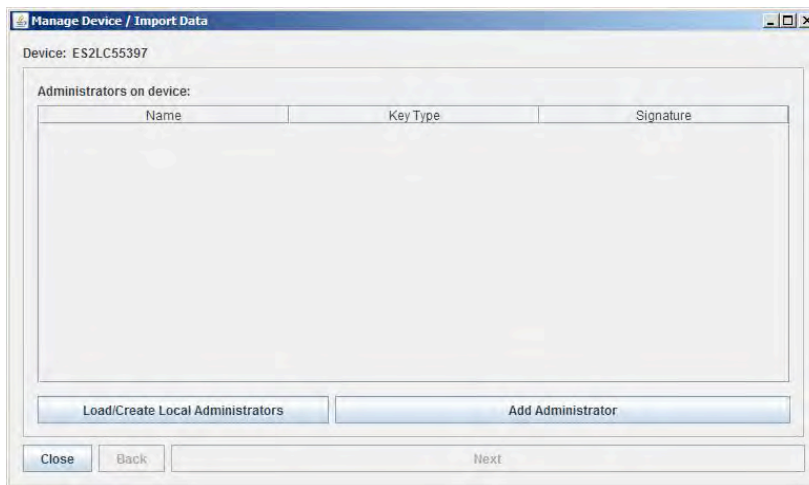 Manage Device / Import Data
Device: ES2LC55397
Administrators on device:
Name Key Type Signature
Load/Create Local Administrators Add Administrator
Close Back Next